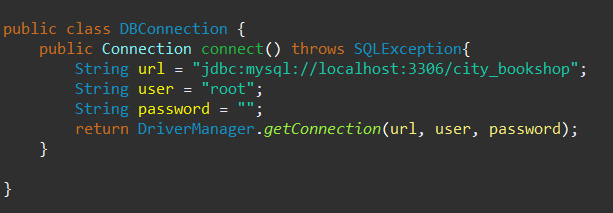 public class DBConnection {
    public Connection connect() throws SQLException{
        String url = "jdbc:mysql://localhost:3306/city_bookshop";
        String user = "root";
        String password = "";
        return DriverManager.getConnection(url, user, password);
    }
}